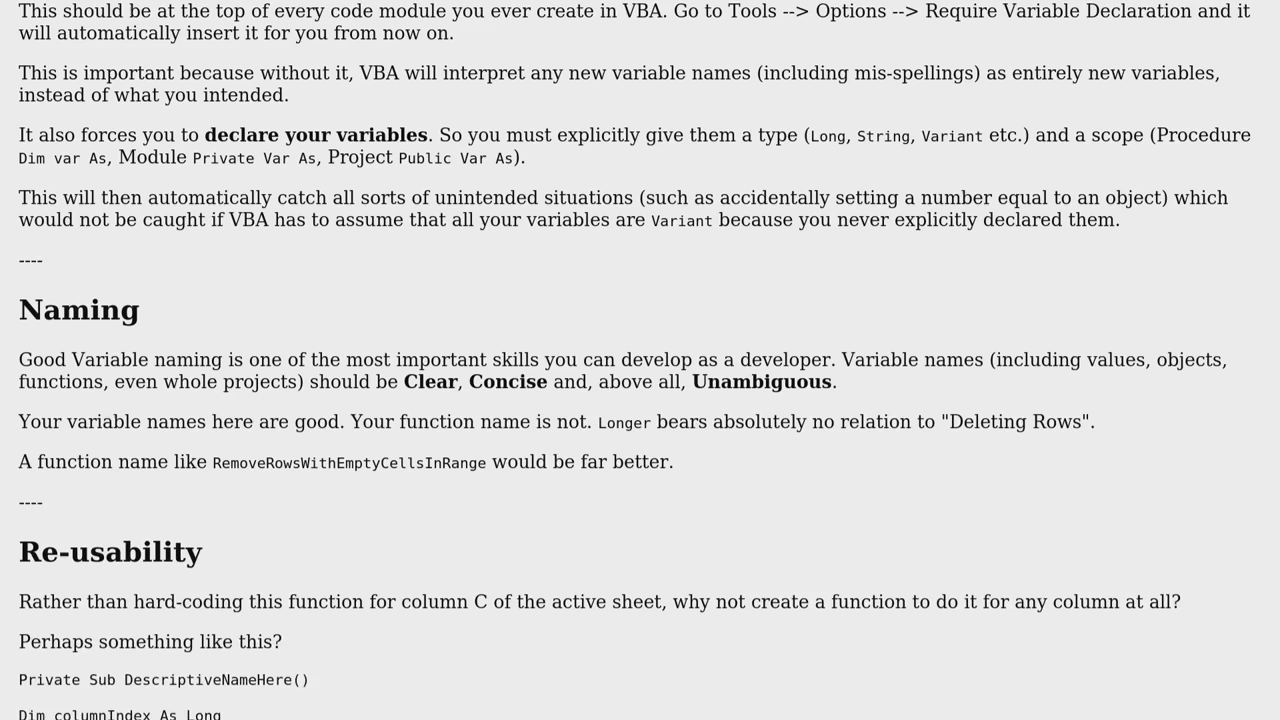 This should be at the top of every code module you ever create in VBA. Go to Tools --> Options --> Require Variable Declaration and it
will automatically insert it for you from now on.
This is important because without it, VBA will interpret any new variable names (including mis-spellings) as entirely new variables,
instead of what you intended.
It also forces you to declare your variables. So you must explicitly give them a type (Long, String, Variant etc.) and a scope (Procedure
Dim var As, Module Private Var As, Project Public Var As).
This will then automatically catch all sorts of unintended situations (such as accidentally setting a number equal to an object) which
would not be caught if VBA has to assume that all your variables are Variant because you never explicitly declared them.
----
Naming
Good Variable naming is one of the most important skills you can develop as a developer. Variable names (including values, objects,
functions, even whole projects) should be Clear, Concise and, above all, Unambiguous.
Your variable names here are good. Your function name is not. Longer bears absolutely no relation to "Deleting Rows".
A function name like RemoveRowsWithEmptyCellsInRange would be far better.
----
Re-usability
Rather than hard-coding this function for column C of the active sheet, why not create a function to do it for any column at all?
Perhaps something like this?
Private Sub DescriptiveNameHere()
Dim columnIndex As Long